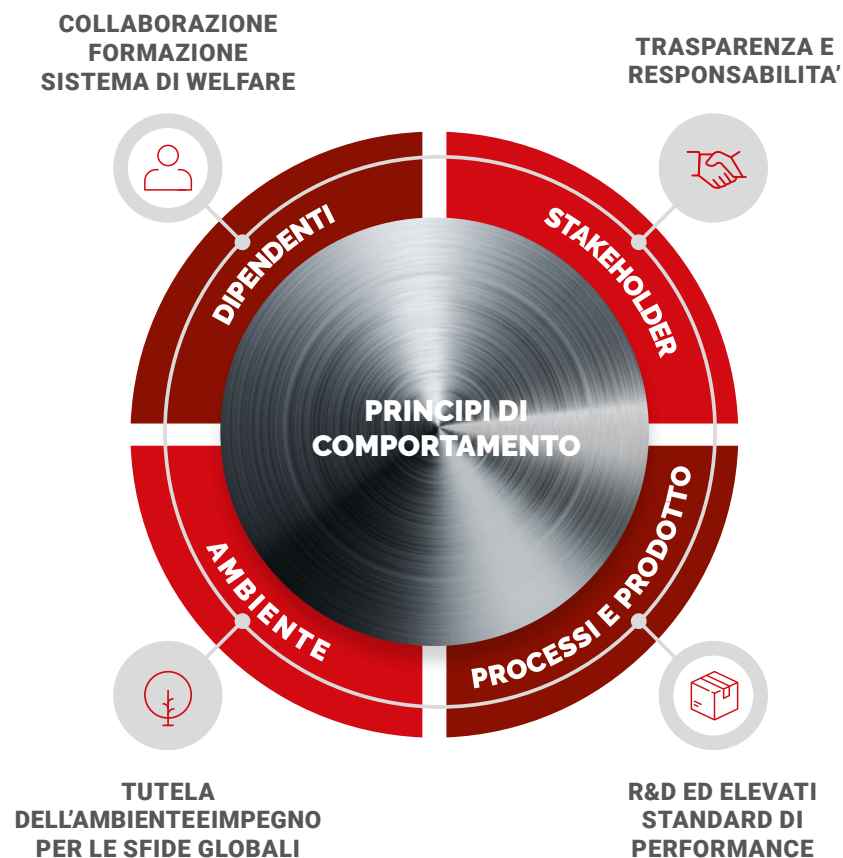 COLLABORAZIONE
FORMAZIONE
SISTEMA DI WELFARE
TRASPARENZA E
RESPONSABILITA’
DIPENDENTI
STAKEHOLDER
PRINCIPI DI
COMPORTAMENTO
AMBIENTE
PROCESSI E PRODOTTO
TUTELA
DELL’AMBIENTEEIMPEGNO
PER LE SFIDE GLOBALI
R&D ED ELEVATI
STANDARD DI
PERFORMANCE